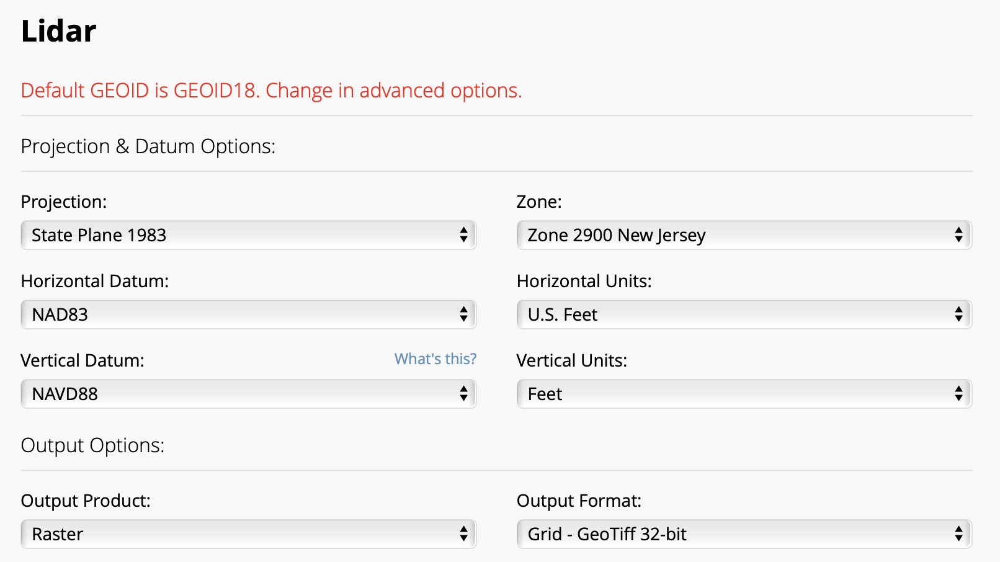 Lidar
Default GEOID is GEOID18. Change in advanced options.
Projection & Datum Options:
Projection:
State Plane 1983
Zone:
Zone 2900 New Jersey
Horizontal Datum:
NAD83
Horizontal Units:
U.S. Feet
Vertical Datum:
What's this?
NAVD88
Vertical Units:
Feet
Output Options:
Output Product:
Raster
Output Format:
Grid - GeoTiff 32-bit